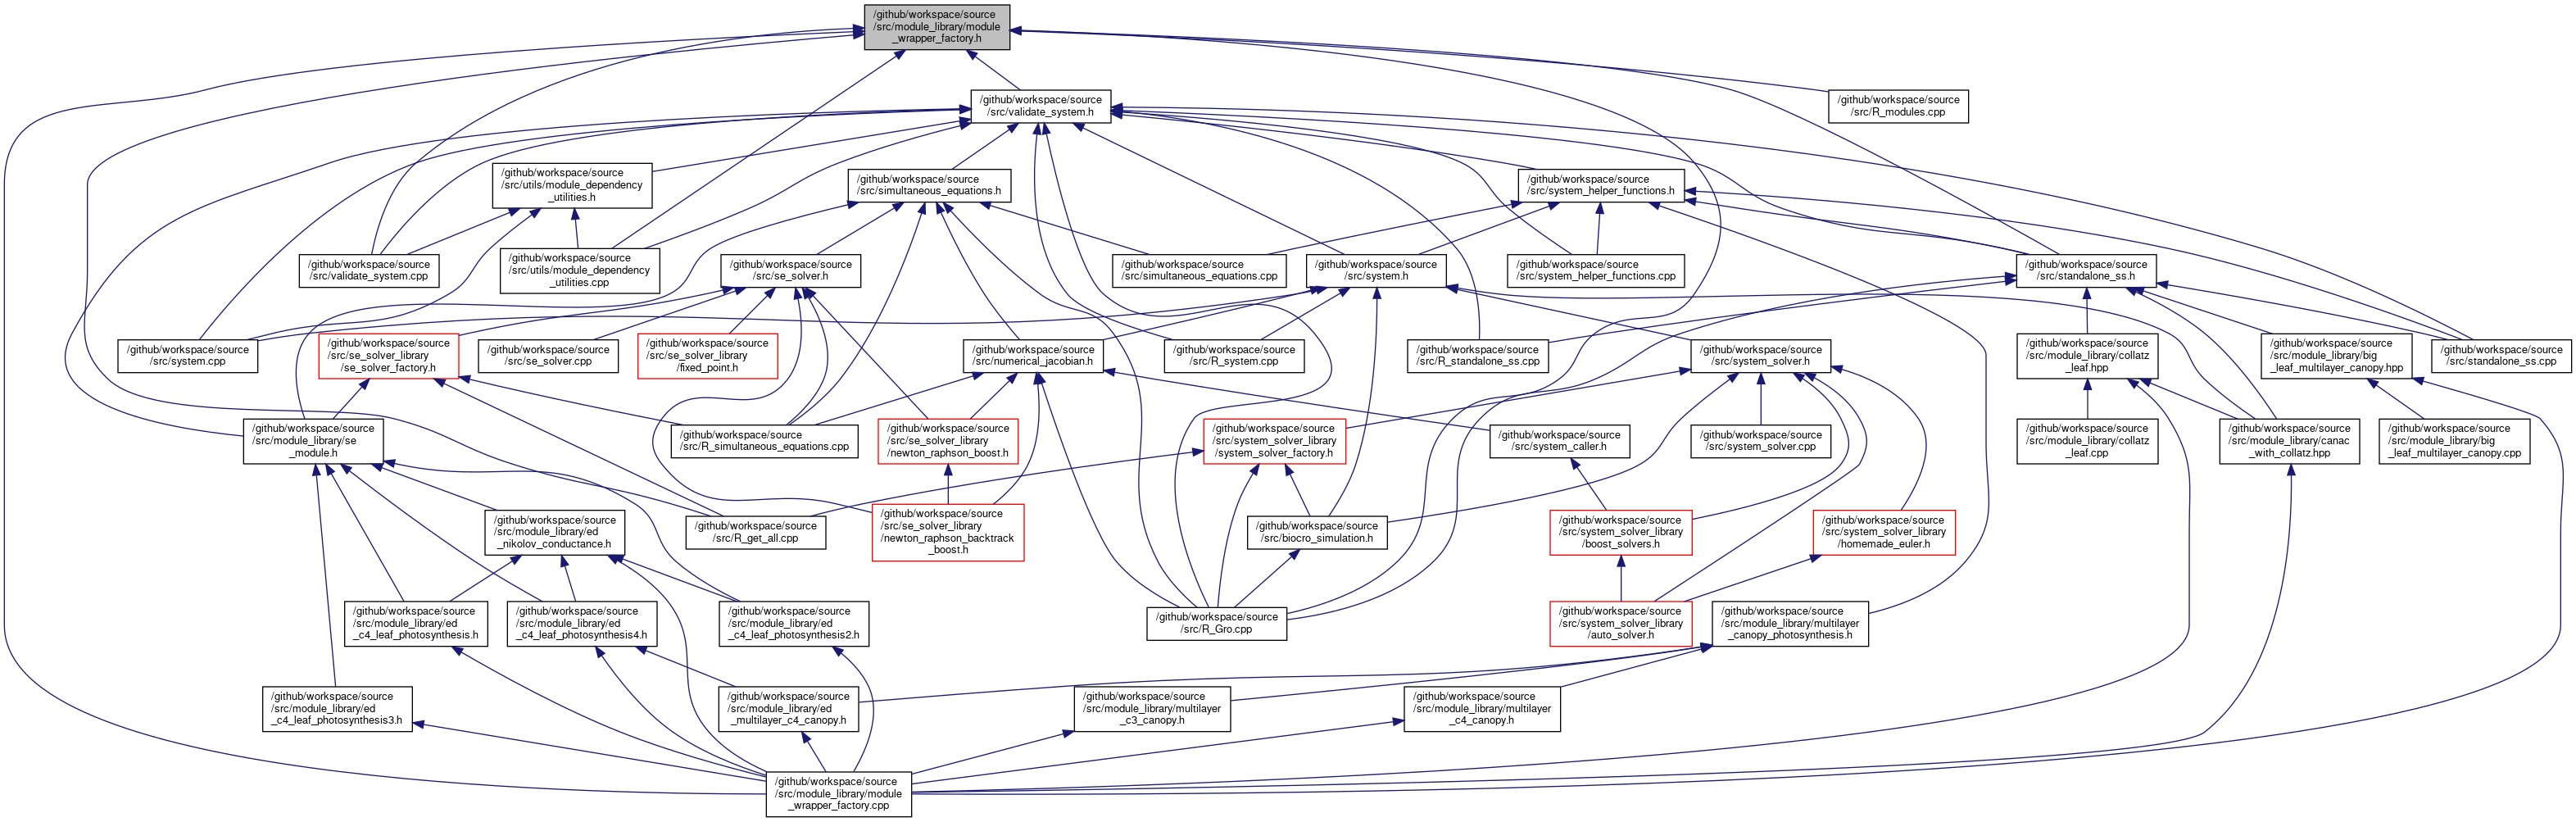 /github/workspace/source
/src/module_library/module
_wrapper_factory.h
/github/workspace/source
/src/validate_system.h
/github/workspace/source
/src/R_modules.cpp
/github/workspace/source
/src/utils/module_dependency
_utilities.h
/github/workspace/source
/src/simultaneous_equations.h
/github/workspace/source
/src/system_helper_functions.h
/github/workspace/source
/src/validate_system.cpp
/github/workspace/source
/src/utils/module_dependency
_utilities.cpp
/github/workspace/source
/src/se_solver.h
/github/workspace/source
/src/simultaneous_equations.cpp
/github/workspace/source
/src/system.h
/github/workspace/source
/src/system_helper_functions.cpp
/github/workspace/source
/src/standalone_ss.h
/github/workspace/source
/src/system.cpp
/github/workspace/source
/src/se_solver_library
/se_solver_factory.h
/github/workspace/source
/src/se_solver.cpp
/github/workspace/source
/src/se_solver_library
/fixed_point.h
/github/workspace/source
/src/numerical_jacobian.h
/github/workspace/source
/src/R_system.cpp
/github/workspace/source
/src/R_standalone_ss.cpp
/github/workspace/source
/src/system_solver.h
/github/workspace/source
/src/module_library/collatz
_leaf.hpp
/github/workspace/source
/src/module_library/big
_leaf_multilayer_canopy.hpp
/github/workspace/source
/src/standalone_ss.cpp
/github/workspace/source
/src/module_library/se
_module.h
/github/workspace/source
/src/R_simultaneous_equations.cpp
/github/workspace/source
/src/se_solver_library
/newton_raphson_boost.h
/github/workspace/source
/src/system_solver_library
/system_solver_factory.h
/github/workspace/source
/src/system_caller.h
/github/workspace/source
/src/system_solver.cpp
/github/workspace/source
/src/module_library/collatz
_leaf.cpp
/github/workspace/source
/src/module_library/canac
_with_collatz.hpp
/github/workspace/source
/src/module_library/big
_leaf_multilayer_canopy.cpp
/github/workspace/source
/src/module_library/ed
_nikolov_conductance.h
/github/workspace/source
/src/R_get_all.cpp
/github/workspace/source
/src/se_solver_library
/newton_raphson_backtrack
_boost.h
/github/workspace/source
/src/biocro_simulation.h
/github/workspace/source
/src/system_solver_library
/boost_solvers.h
/github/workspace/source
/src/system_solver_library
/homemade_euler.h
/github/workspace/source
/src/module_library/ed
_c4_leaf_photosynthesis.h
/github/workspace/source
/src/module_library/ed
_c4_leaf_photosynthesis4.h
/github/workspace/source
/src/module_library/ed
_c4_leaf_photosynthesis2.h
/github/workspace/source
/src/R_Gro.cpp
/github/workspace/source
/src/system_solver_library
/auto_solver.h
/github/workspace/source
/src/module_library/multilayer
_canopy_photosynthesis.h
/github/workspace/source
/src/module_library/ed
_c4_leaf_photosynthesis3.h
/github/workspace/source
/src/module_library/ed
_multilayer_c4_canopy.h
/github/workspace/source
/src/module_library/multilayer
_c3_canopy.h
/github/workspace/source
/src/module_library/multilayer
_c4_canopy.h
/github/workspace/source
/src/module_library/module
_wrapper_factory.cpp